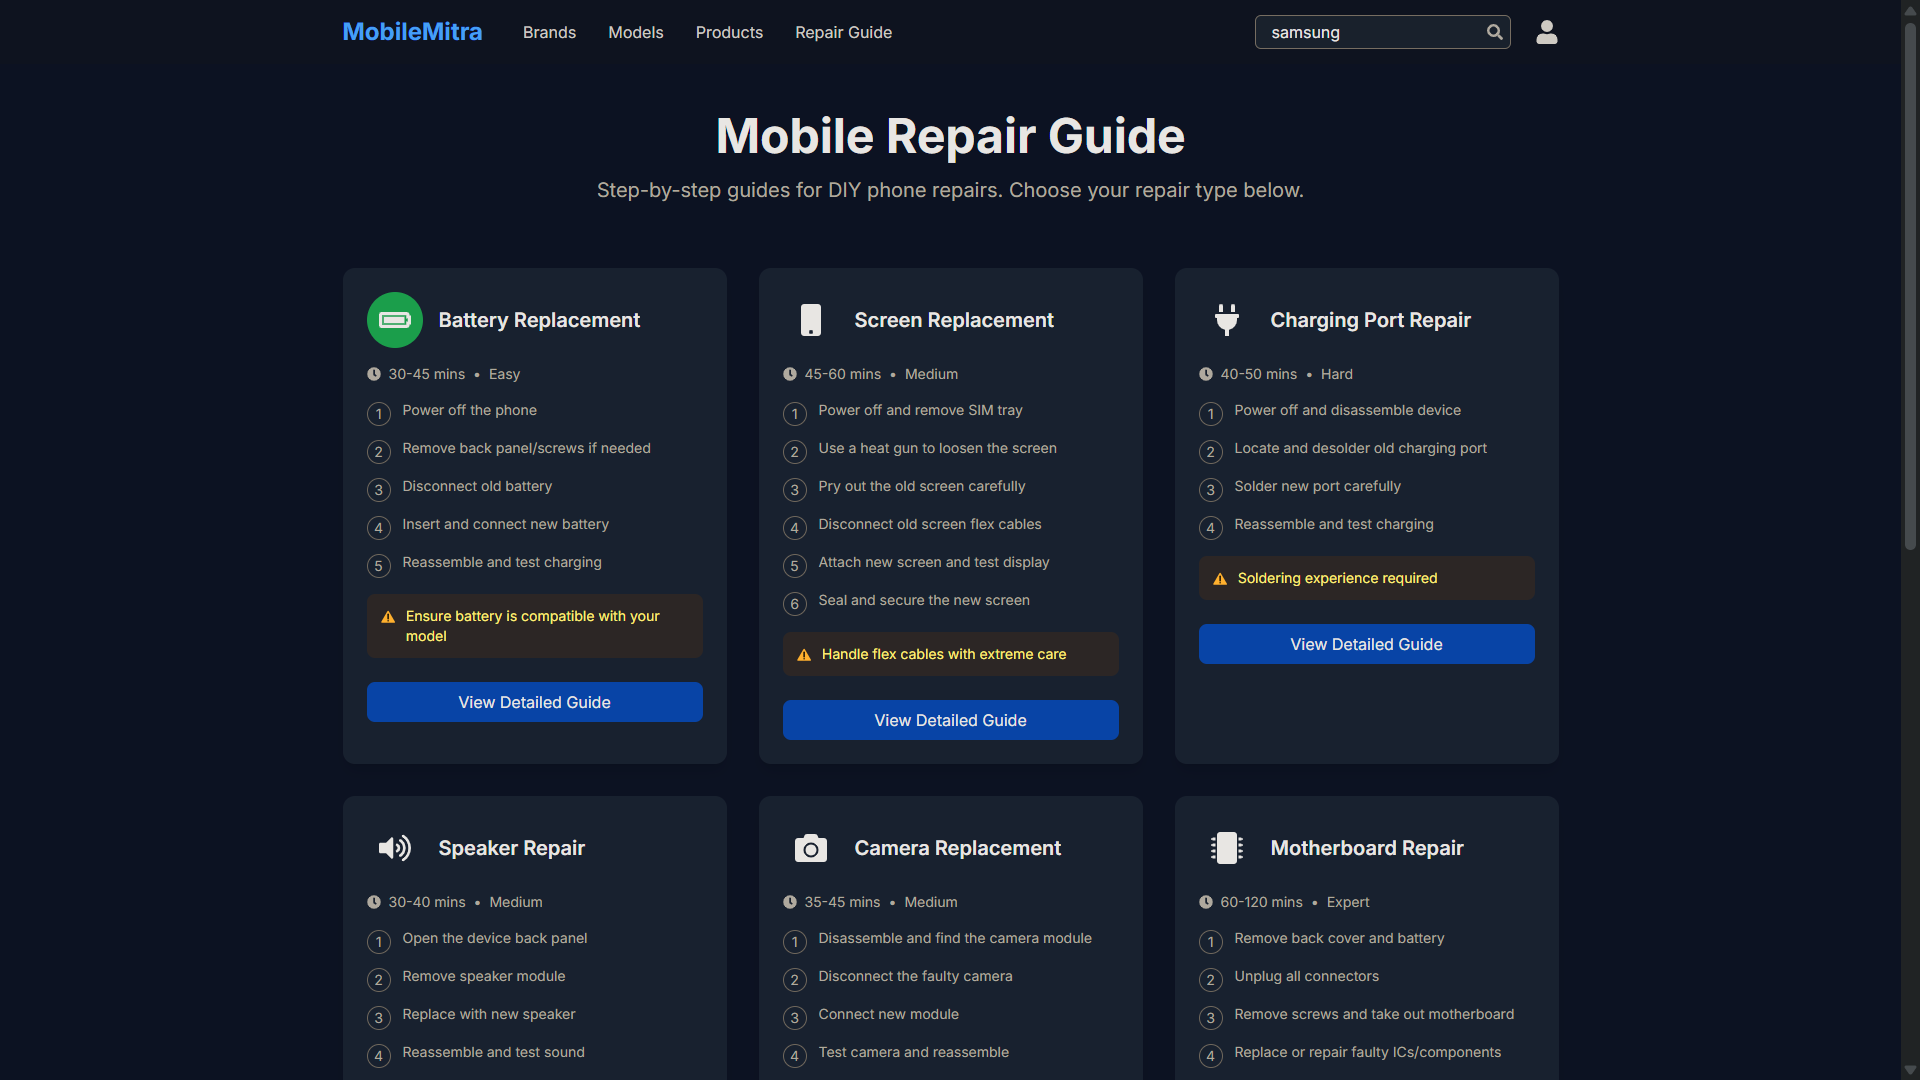 MobileMitra Brands Models Products Repair Guide samsung
Mobile Repair Guide
Step-by-step guides for DIY phone repairs. Choose your repair type below.
Battery Replacement
30-45 mins • Easy
1 Power off the phone
2 Remove back panel/screws if needed
3 Disconnect old battery
4 Insert and connect new battery
5 Reassemble and test charging
Ensure battery is compatible with your
model
View Detailed Guide
Screen Replacement
45-60 mins • Medium
1 Power off and remove SIM tray
2 Use a heat gun to loosen the screen
3 Pry out the old screen carefully
4 Disconnect old screen flex cables
5 Attach new screen and test display
6 Seal and secure the new screen
Handle flex cables with extreme care
View Detailed Guide
Charging Port Repair
40-50 mins • Hard
1 Power off and disassemble device
2 Locate and desolder old charging port
3 Solder new port carefully
4 Reassemble and test charging
Soldering experience required
View Detailed Guide
Speaker Repair
30-40 mins • Medium
1 Open the device back panel
2 Remove speaker module
3 Replace with new speaker
4 Reassemble and test sound
Camera Replacement
35-45 mins • Medium
1 Disassemble and find the camera module
2 Disconnect the faulty camera
3 Connect new module
4 Test camera and reassemble
Motherboard Repair
60-120 mins • Expert
1 Remove back cover and battery
2 Unplug all connectors
3 Remove screws and take out motherboard
4 Replace or repair faulty ICs/components